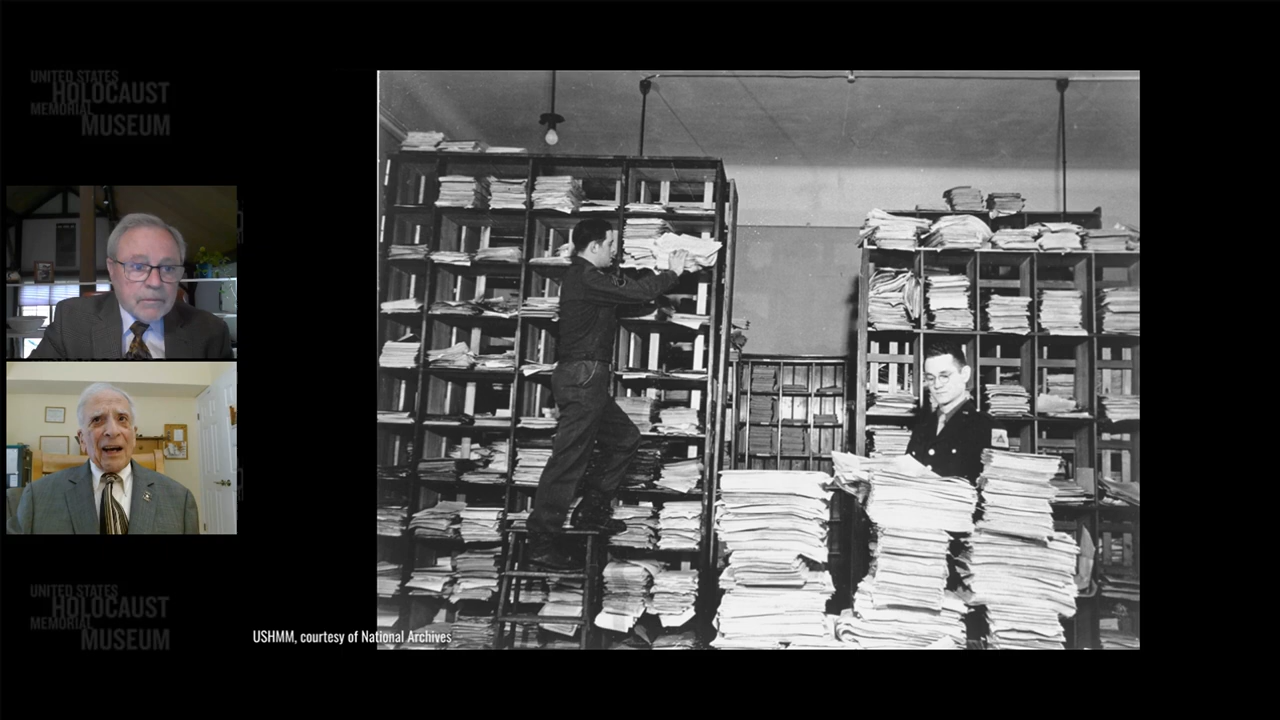 UNITED STATES
HOLOCAUST
MEMORIAL
MUSEUM
USHMM, courtesy of National Archives
UNITED STATES
HOLOCAUST
MEMORIAL
MUSEUM